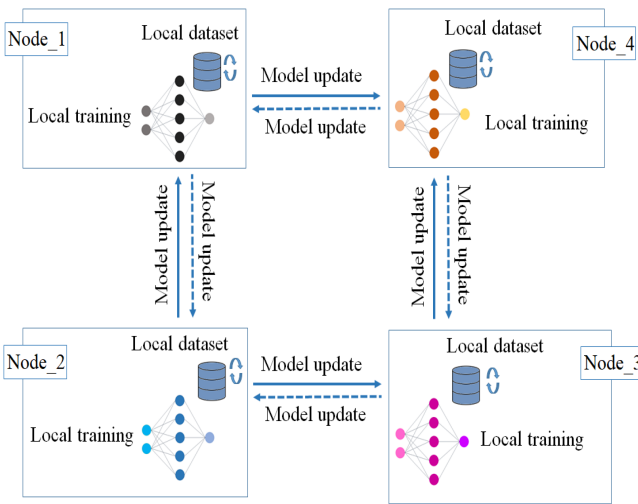 Node_1
Local dataset
Local training
Model update
Model update
Local dataset
Node_4
Local training
Model update
Model update
Model update
Model update
Node_2
Local dataset
Local training
Model update
Model update
Local dataset
Node_3
Local training